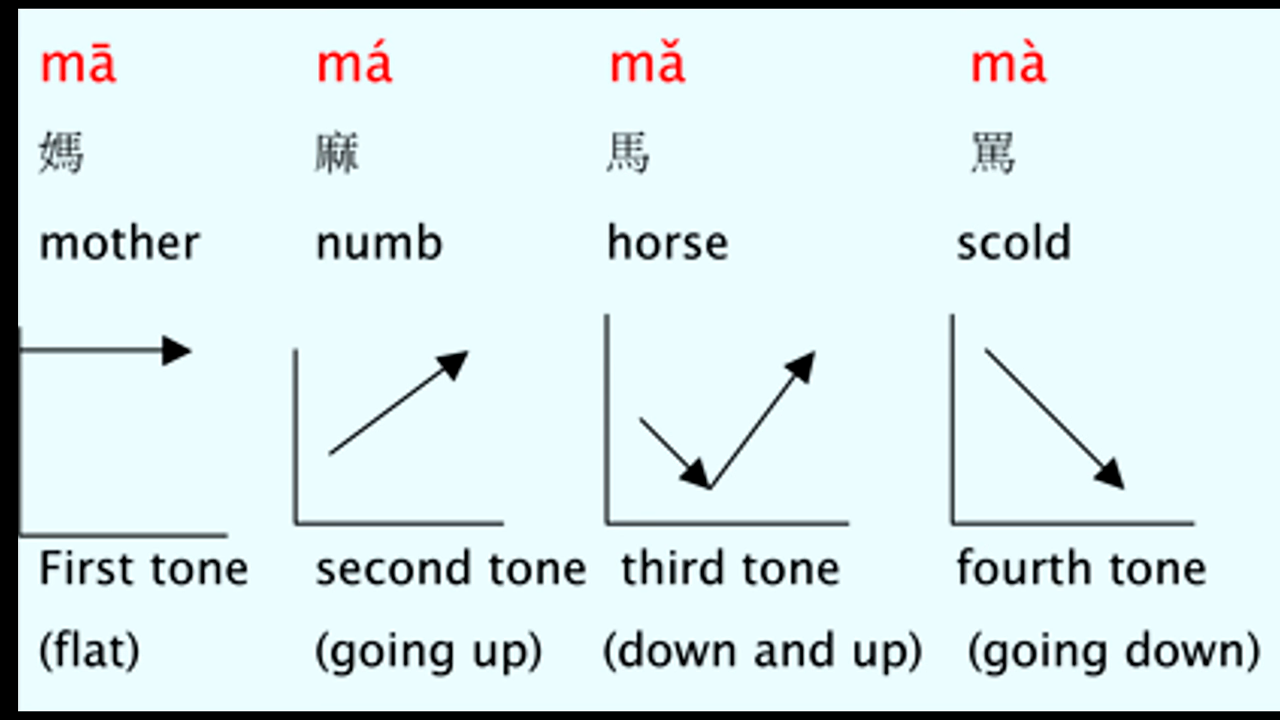 mā má mǎ mà
媽 麻 馬 罵
mother numb horse scold
First tone second tone third tone fourth tone
(flat) (going up) (down and up) (going down)